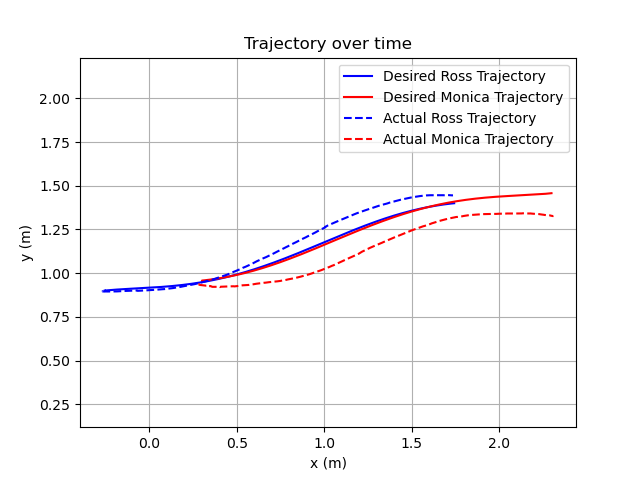 Trajectory over time
Desired Ross Trajectory
Desired Monica Trajectory
Actual Ross Trajectory
Actual Monica Trajectory
y (m)
2.00
1.75
1.50
1.25
1.00
0.75
0.50
0.25
0.0 0.5 1.0 1.5 2.0
x (m)